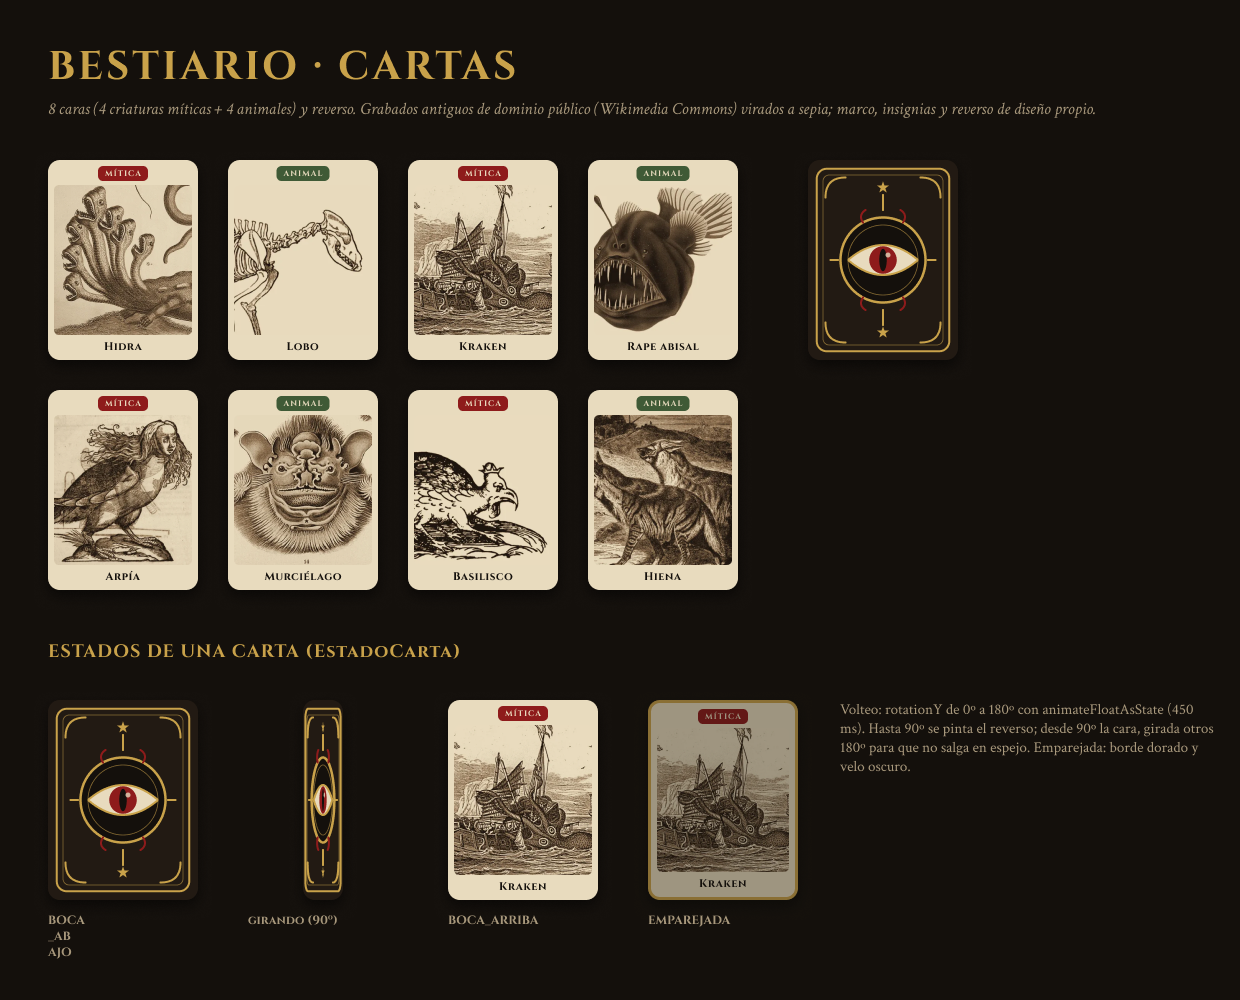 BESTIARIO · CARTAS
8 caras (4 criaturas míticas + 4 animales) y reverso. Grabados antiguos de dominio público (Wikimedia Commons) virados a sepia; marco, insignias y reverso de diseño propio.
MÍTICA
ANIMAL
MÍTICA
ANIMAL
Hidra
Lobo
Kraken
Rape abisal
MÍTICA
ANIMAL
MÍTICA
ANIMAL
Arpía
Murciélago
Basilisco
Hiena
ESTADOS DE UNA CARTA (EstadoCarta)
MÍTICA
MÍTICA
Kraken
Kraken
Volteo: rotationY de 0º a 180º con animateFloatAsState (450
ms). Hasta 90º se pinta el reverso; desde 90º la cara, girada otros
180º para que no salga en espejo. Emparejada: borde dorado y
velo oscuro.
BOCA
_AB
AJO
girando (90º)
BOCA_ARRIBA
EMPAREJADA